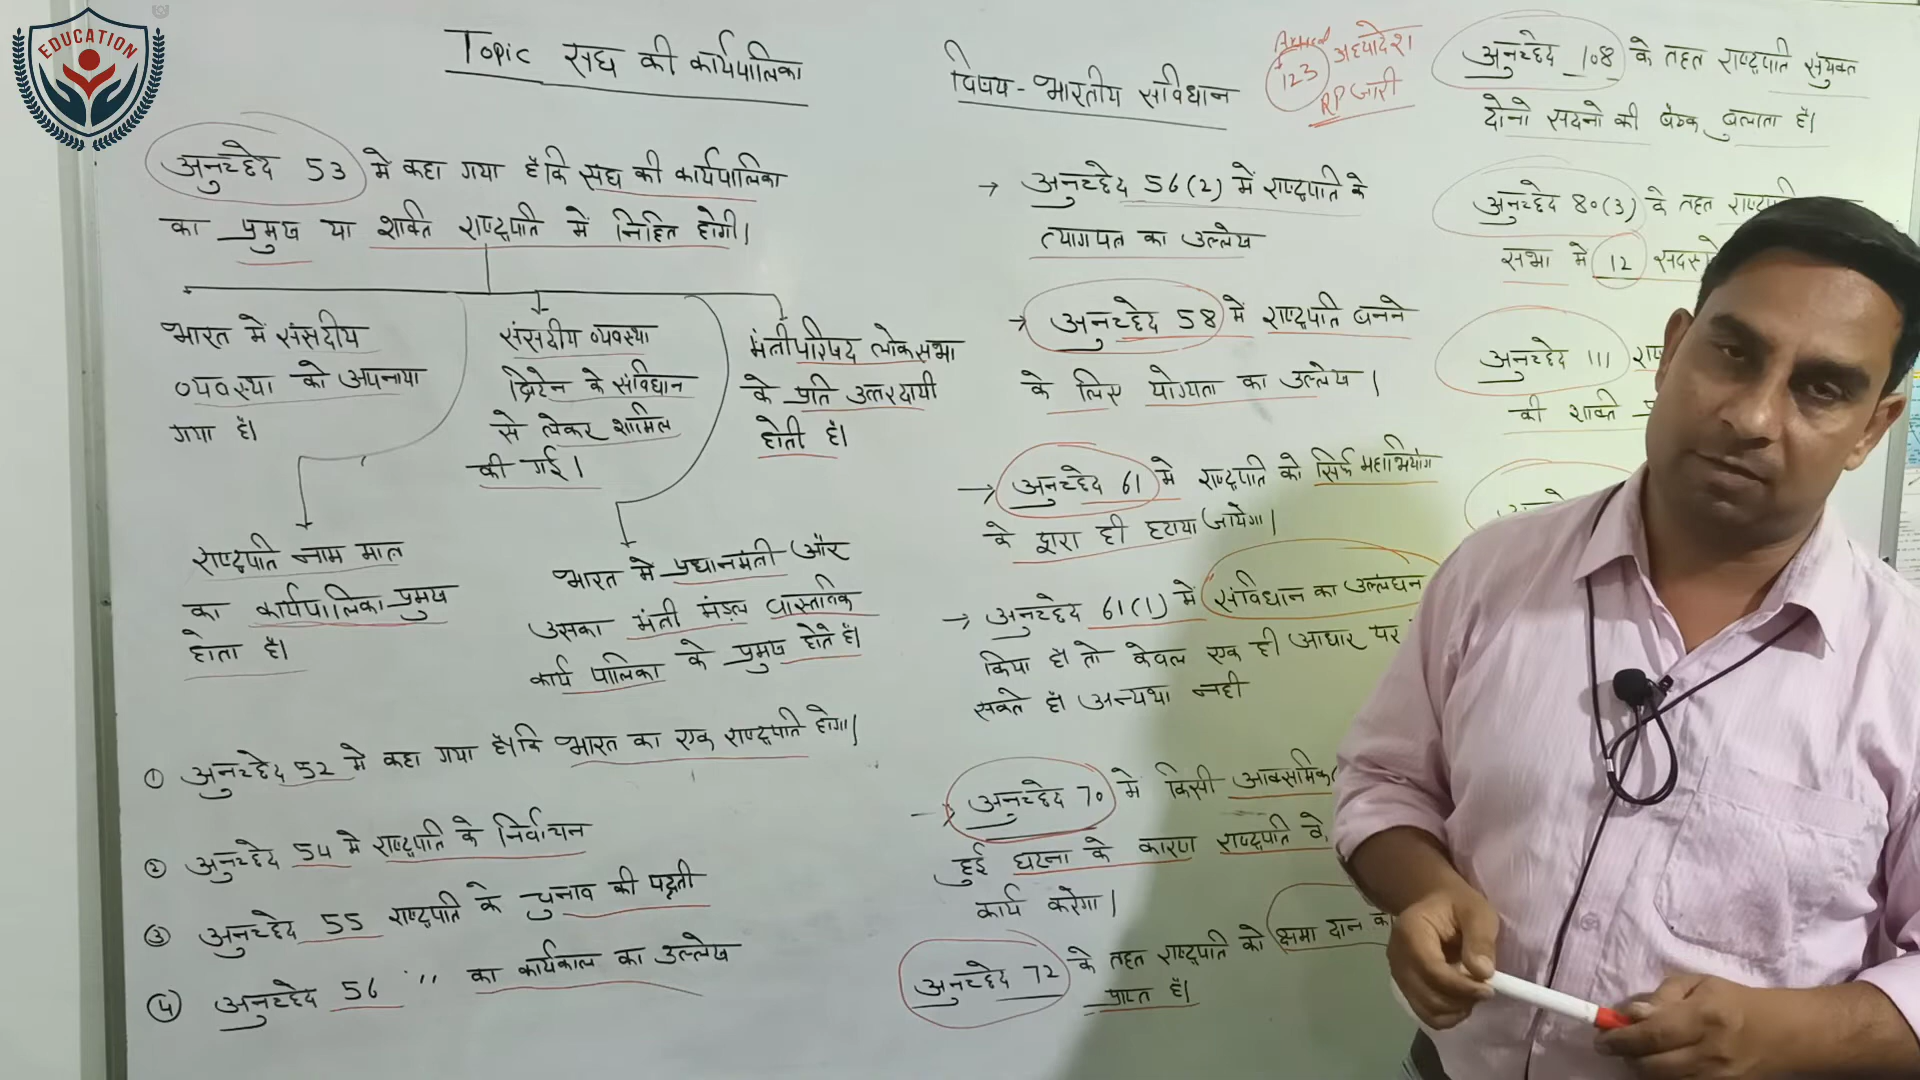 EDUCATION
Topic संघ की कार्यपालिका
विषय - भारतीय संविधान
Artical
123
अध्यादेश
RP जारी
अनुच्छेद 53 में कहा गया है कि संघ की कार्यपालिका
का प्रमुख या शक्ति राष्ट्रपति में निहित होगी।
भारत में संसदीय
व्यवस्था को अपनाया
गया है।
संसदीय व्यवस्था
ब्रिटेन के संविधान
से लेकर शामिल
की गई।
मंत्रीपरिषद लोकसभा
के प्रति उत्तरदायी
होती है।
राष्ट्रपति नाम मात्र
का कार्यपालिका प्रमुख
होता है।
भारत में प्रधानमंत्री और
उसका मंत्री मंडल वास्तविक
कार्य पालिका के प्रमुख होते है।
① अनुच्छेद 52 में कहा गया है। कि भारत का एक राष्ट्रपति होगा।
② अनुच्छेद 54 में राष्ट्रपति के निर्वाचन
③ अनुच्छेद 55 राष्ट्रपति के चुनाव की पद्धती
④ अनुच्छेद 56 '' '' का कार्यकाल का उल्लेख
→ अनुच्छेद 56(2) में राष्ट्रपति के
त्यागपत्र का उल्लेख
→ अनुच्छेद 58 में राष्ट्रपति बनने
के लिए योग्यता का उल्लेख।
→ अनुच्छेद 61 में राष्ट्रपति को सिर्फ महाभियोग
के द्वारा ही हटाया जायेगा।
→ अनुच्छेद 61(1) में संविधान का उल्लंघन
किया है। तो केवल एक ही आधार पर
सकते है। अन्यथा नही
→ अनुच्छेद 70 में किसी आकस्मिक
हुई घटना के कारण राष्ट्रपति के
कार्य करेगा।
अनुच्छेद 72 के तहत राष्ट्रपति को क्षमा दान का
प्राप्त है।
अनुच्छेद 108 के तहत राष्ट्रपति संयुक्त
दोनो सदनो की बैठक बुलाता है।
अनुच्छेद 80(3) के तहत
सभा में 12
अनुच्छेद 111
की शक्ति